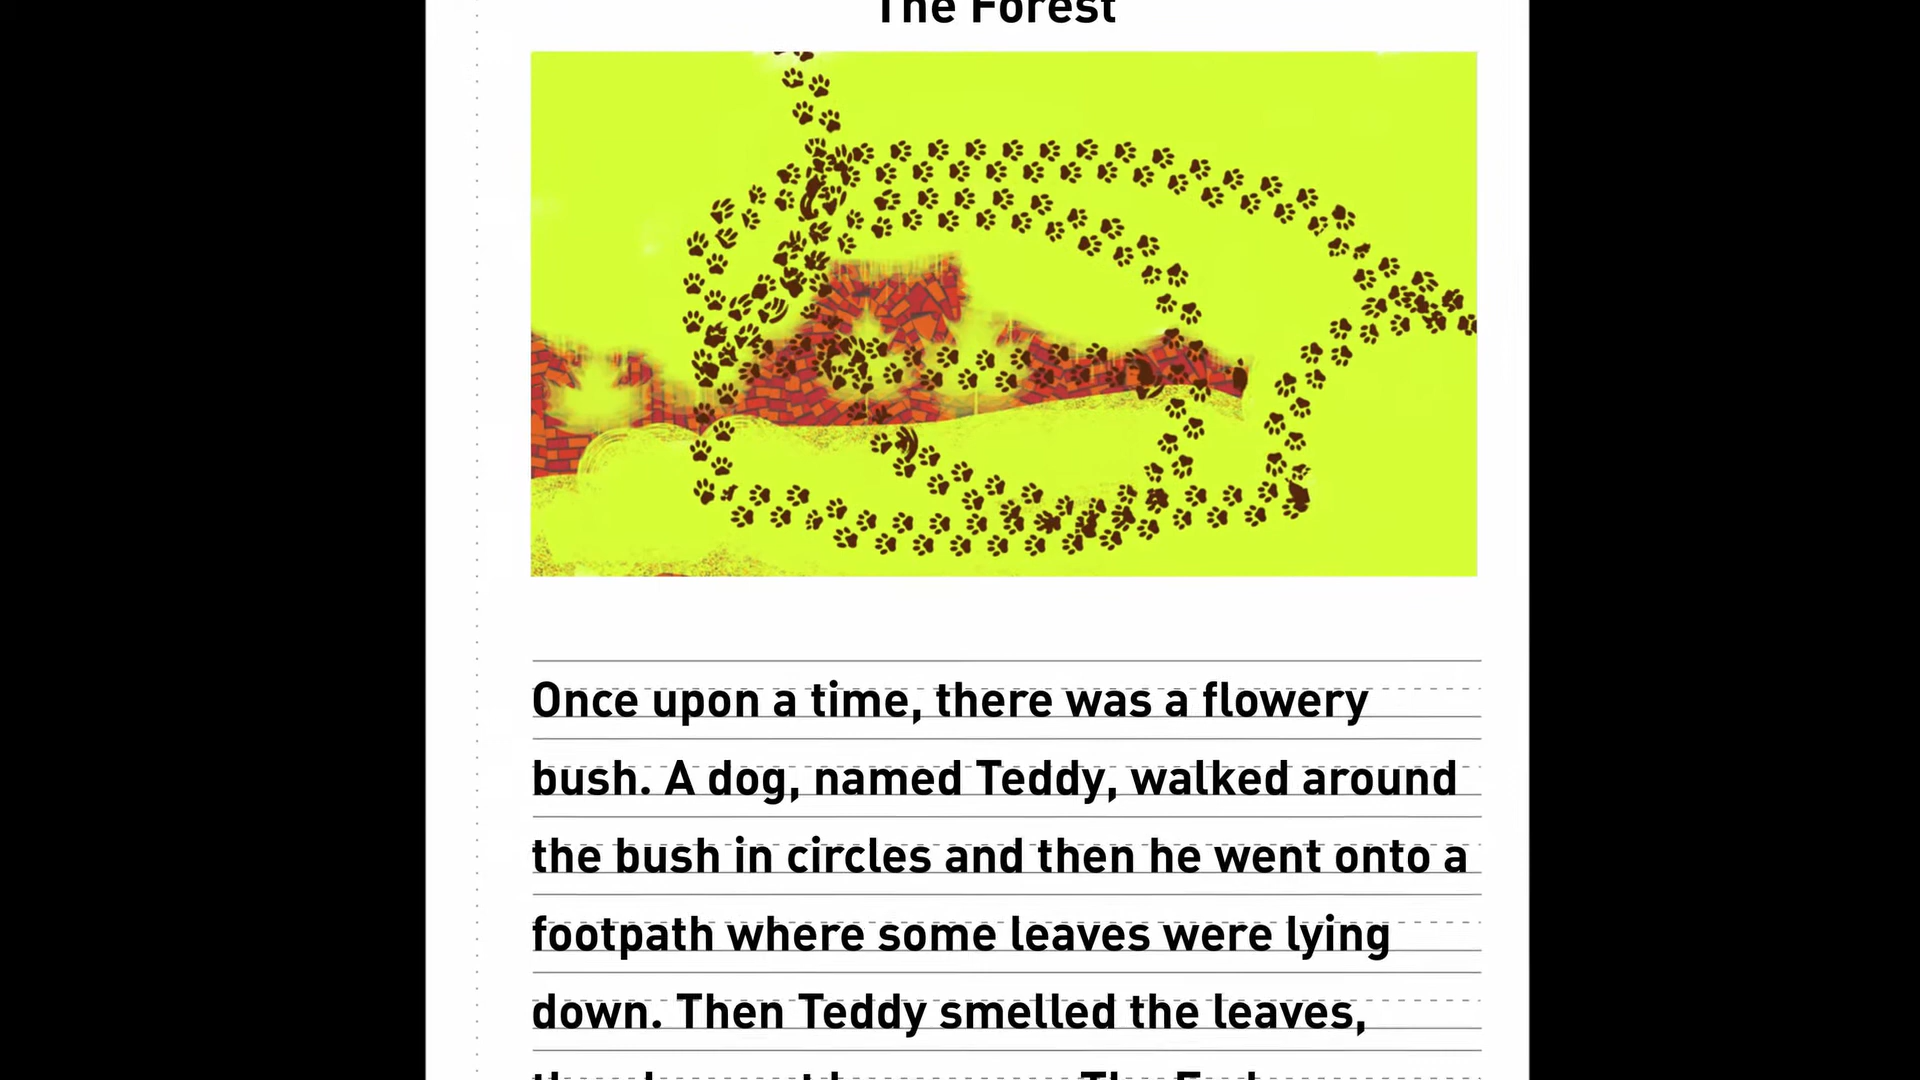 The Forest
Once upon a time, there was a flowery
bush. A dog, named Teddy, walked around
the bush in circles and then he went onto a
footpath where some leaves were lying
down. Then Teddy smelled the leaves,